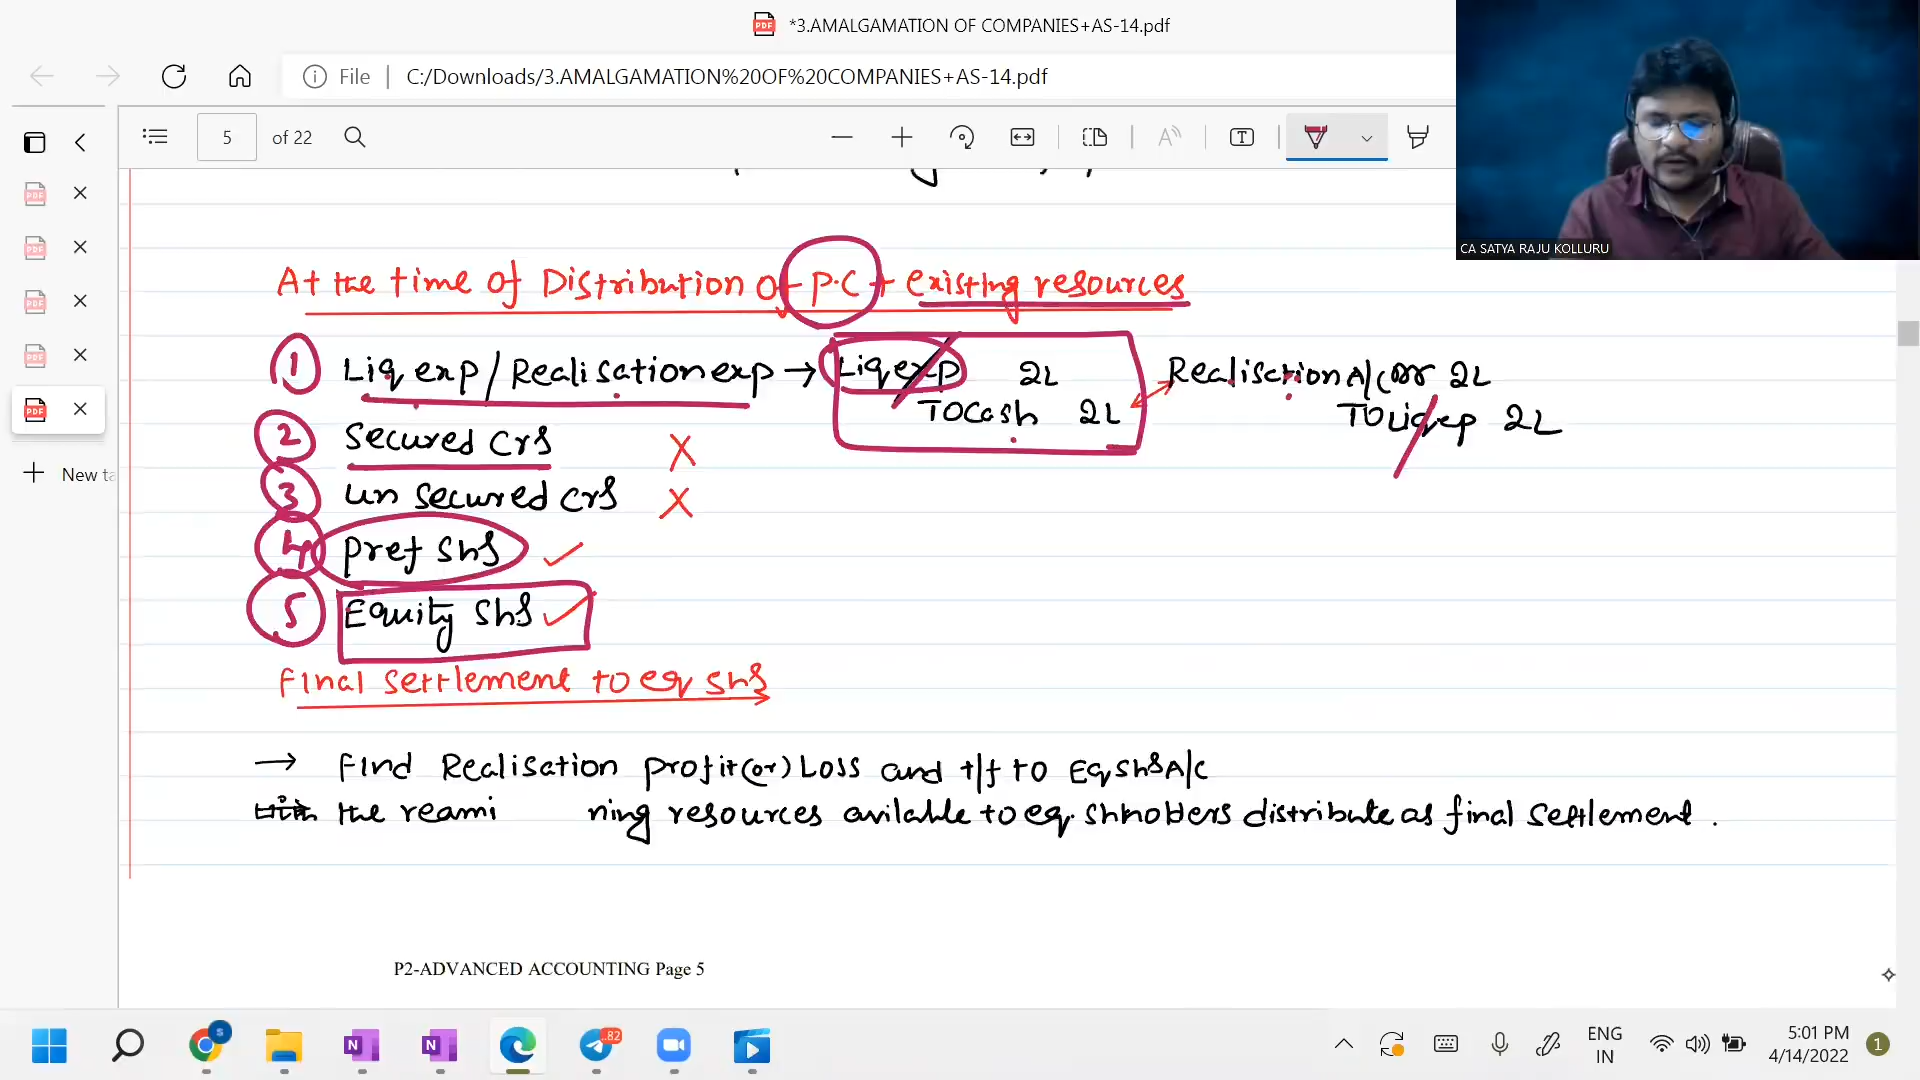 *3.AMALGAMATION OF COMPANIES+AS-14.pdf
File | C:/Downloads/3.AMALGAMATION%20OF%20COMPANIES+AS-14.pdf
5 of 22
CA SATYA RAJU KOLLURU
New ta
At the time of Distribution of P.C + existing resources
1 Liq exp / Realisation exp → Liq exp 2L Realisation A/c Dr 2L
TO Cash 2L TO Liq exp 2L
2 Secured Crs X
3 un secured crs X
4 pref shs ✓
5 Equity shs ✓
Final settlement to eq shs
→ Find Realisation profit (or) Loss and t/f to Eq shs A/c
the reami ning resources avilable to eq. shholders distribute as final settlement.
P2-ADVANCED ACCOUNTING Page 5
82
ENG
IN
5:01 PM
4/14/2022
1